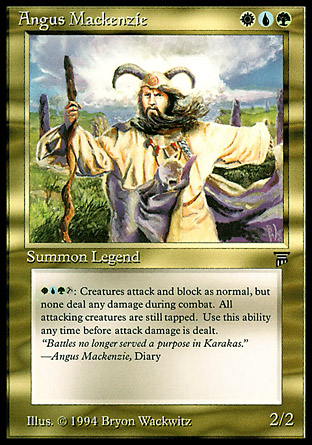 Angus Mackenzie
Summon Legend
: Creatures attack and block as normal, but
none deal any damage during combat. All
attacking creatures are still tapped. Use this ability
any time before attack damage is dealt.
"Battles no longer served a purpose in Karakas."
—Angus Mackenzie, Diary
Illus. © 1994 Bryon Wackwitz 2/2